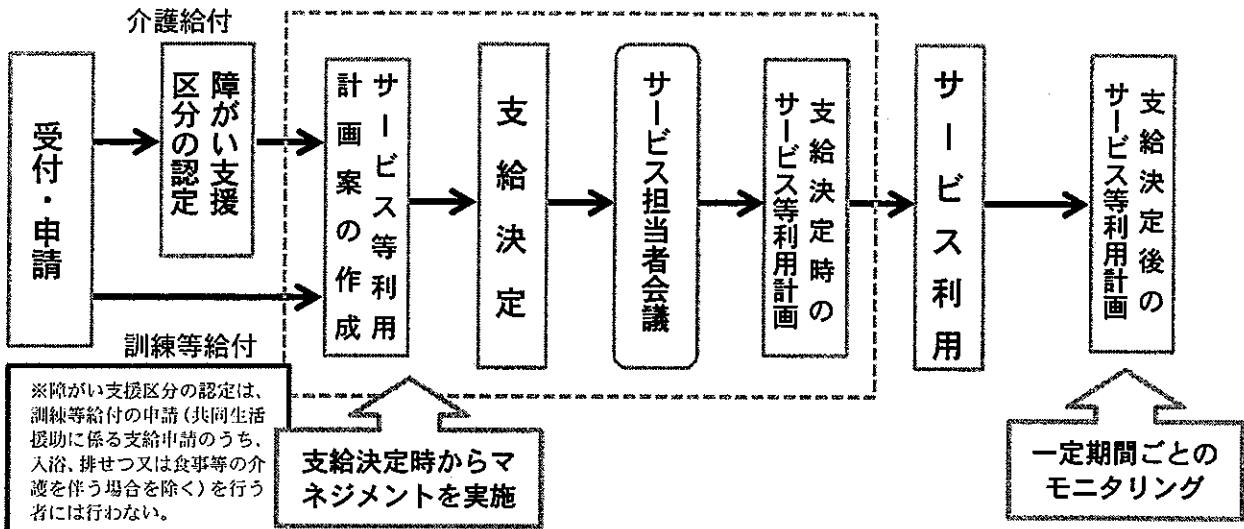 介護給付
受付・申請
障がい支援
区分の認定
サービス等利用
計画案の作成
支給決定
サービス担当者会議
支給決定時の
サービス等利用計画
サービス利用
支給決定後の
サービス等利用計画
訓練等給付
※障がい支援区分の認定は、
訓練等給付の申請(共同生活
援助に係る支給申請のうち、
入浴、排せつ又は食事等の介
護を伴う場合を除く)を行う
者には行わない。
支給決定時からマ
ネジメントを実施
一定期間ごとの
モニタリング